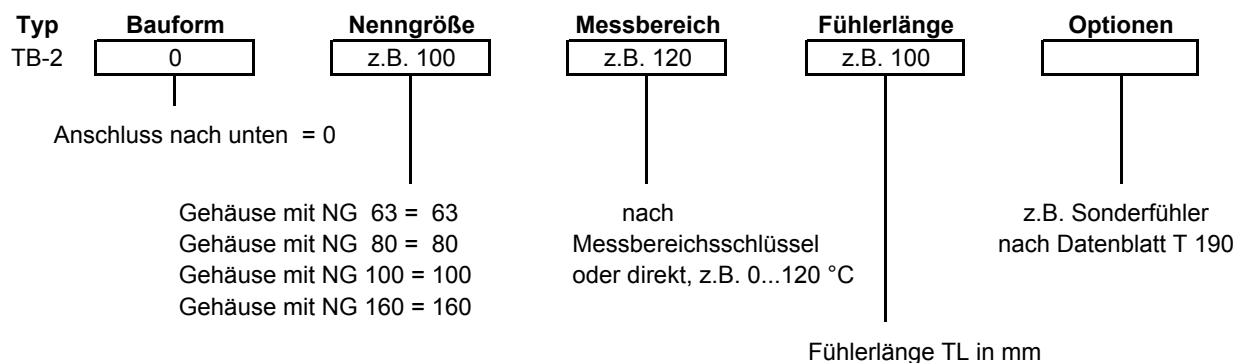 Typ Bauform Nenngröße Messbereich Fühlerlänge Optionen
TB-2 0 z.B. 100 z.B. 120 z.B. 100
Anschluss nach unten = 0
Gehäuse mit NG 63 = 63 nach z.B. Sonderfühler
Gehäuse mit NG 80 = 80 Messbereichsschlüssel nach Datenblatt T 190
Gehäuse mit NG 100 = 100 oder direkt, z.B. 0...120 °C
Gehäuse mit NG 160 = 160
Fühlerlänge TL in mm